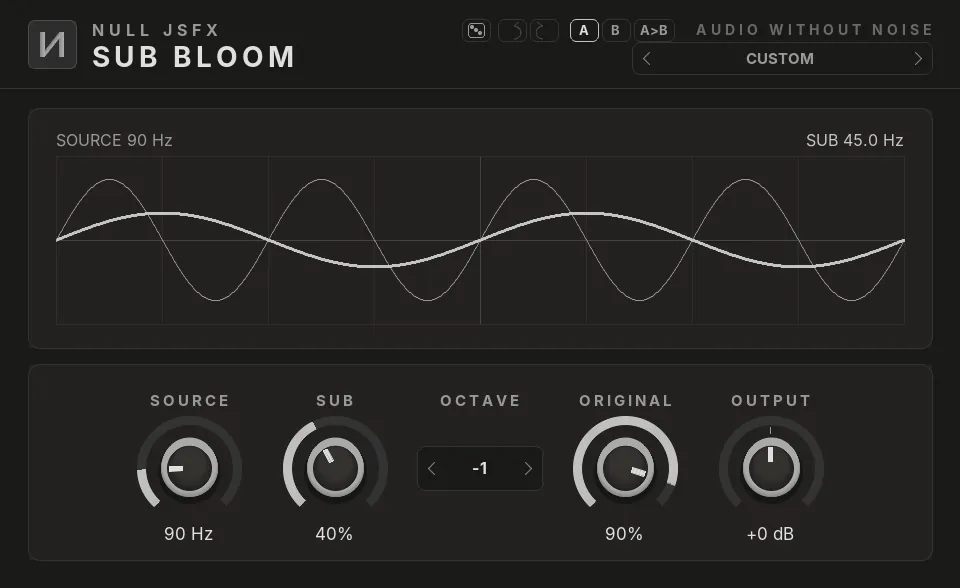 NULL JSFX
SUB BLOOM
A B A>B AUDIO WITHOUT NOISE
CUSTOM
SOURCE 90 Hz SUB 45.0 Hz
SOURCE SUB OCTAVE ORIGINAL OUTPUT
-1
90 Hz 40% 90% +0 dB